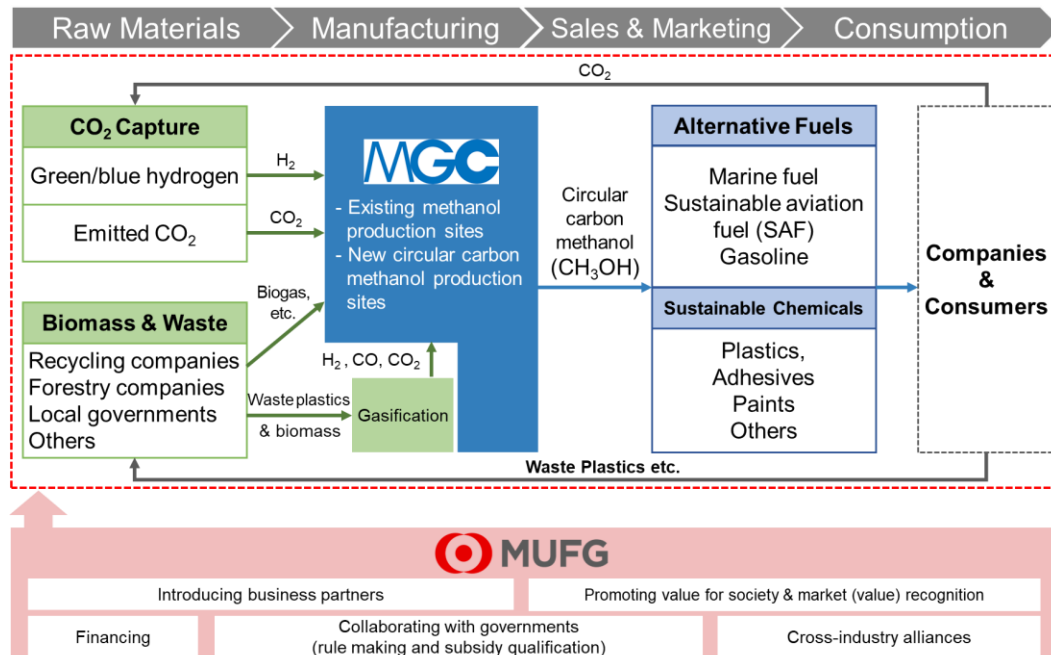 Raw Materials
Manufacturing
Sales & Marketing
Consumption
CO₂
CO₂ Capture
Green/blue hydrogen
Emitted CO₂
H₂
CO₂
MGC
- Existing methanol
production sites
- New circular carbon
methanol production
sites
Circular
carbon
methanol
(CH₃OH)
Alternative Fuels
Marine fuel
Sustainable aviation
fuel (SAF)
Gasoline
Sustainable Chemicals
Plastics,
Adhesives
Paints
Others
Companies
&
Consumers
Biomass & Waste
Recycling companies
Forestry companies
Local governments
Others
Biogas,
etc.
H₂ , CO, CO₂
Waste plastics
& biomass
Gasification
Waste Plastics etc.
MUFG
Introducing business partners
Promoting value for society & market (value) recognition
Financing
Collaborating with governments
(rule making and subsidy qualification)
Cross-industry alliances